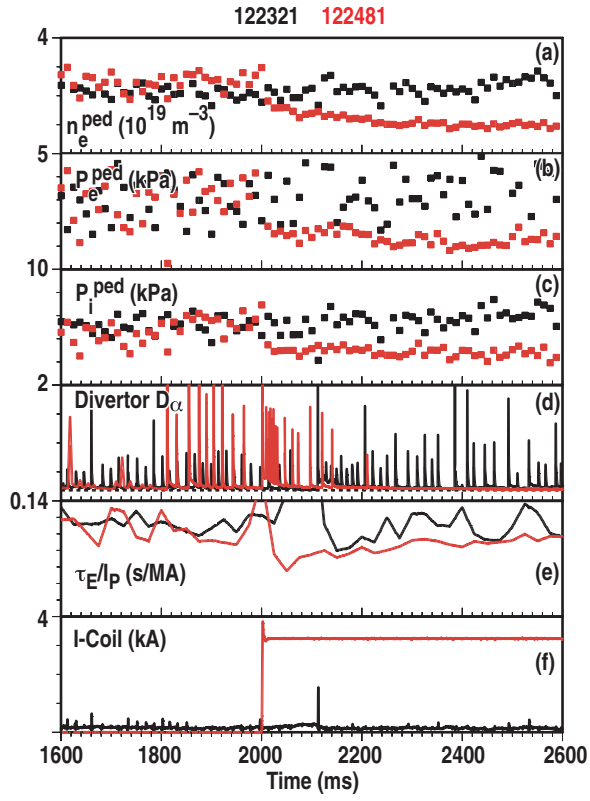 122321 122481
4
(a)
n_e^ped (10^19 m^−3)
5
(b)
P_e^ped (kPa)
10
(c)
P_i^ped (kPa)
2
Divertor Dα
(d)
0.14
τ_E/I_P (s/MA)
(e)
4
I-Coil (kA)
(f)
1600 1800 2000 2200 2400 2600
Time (ms)